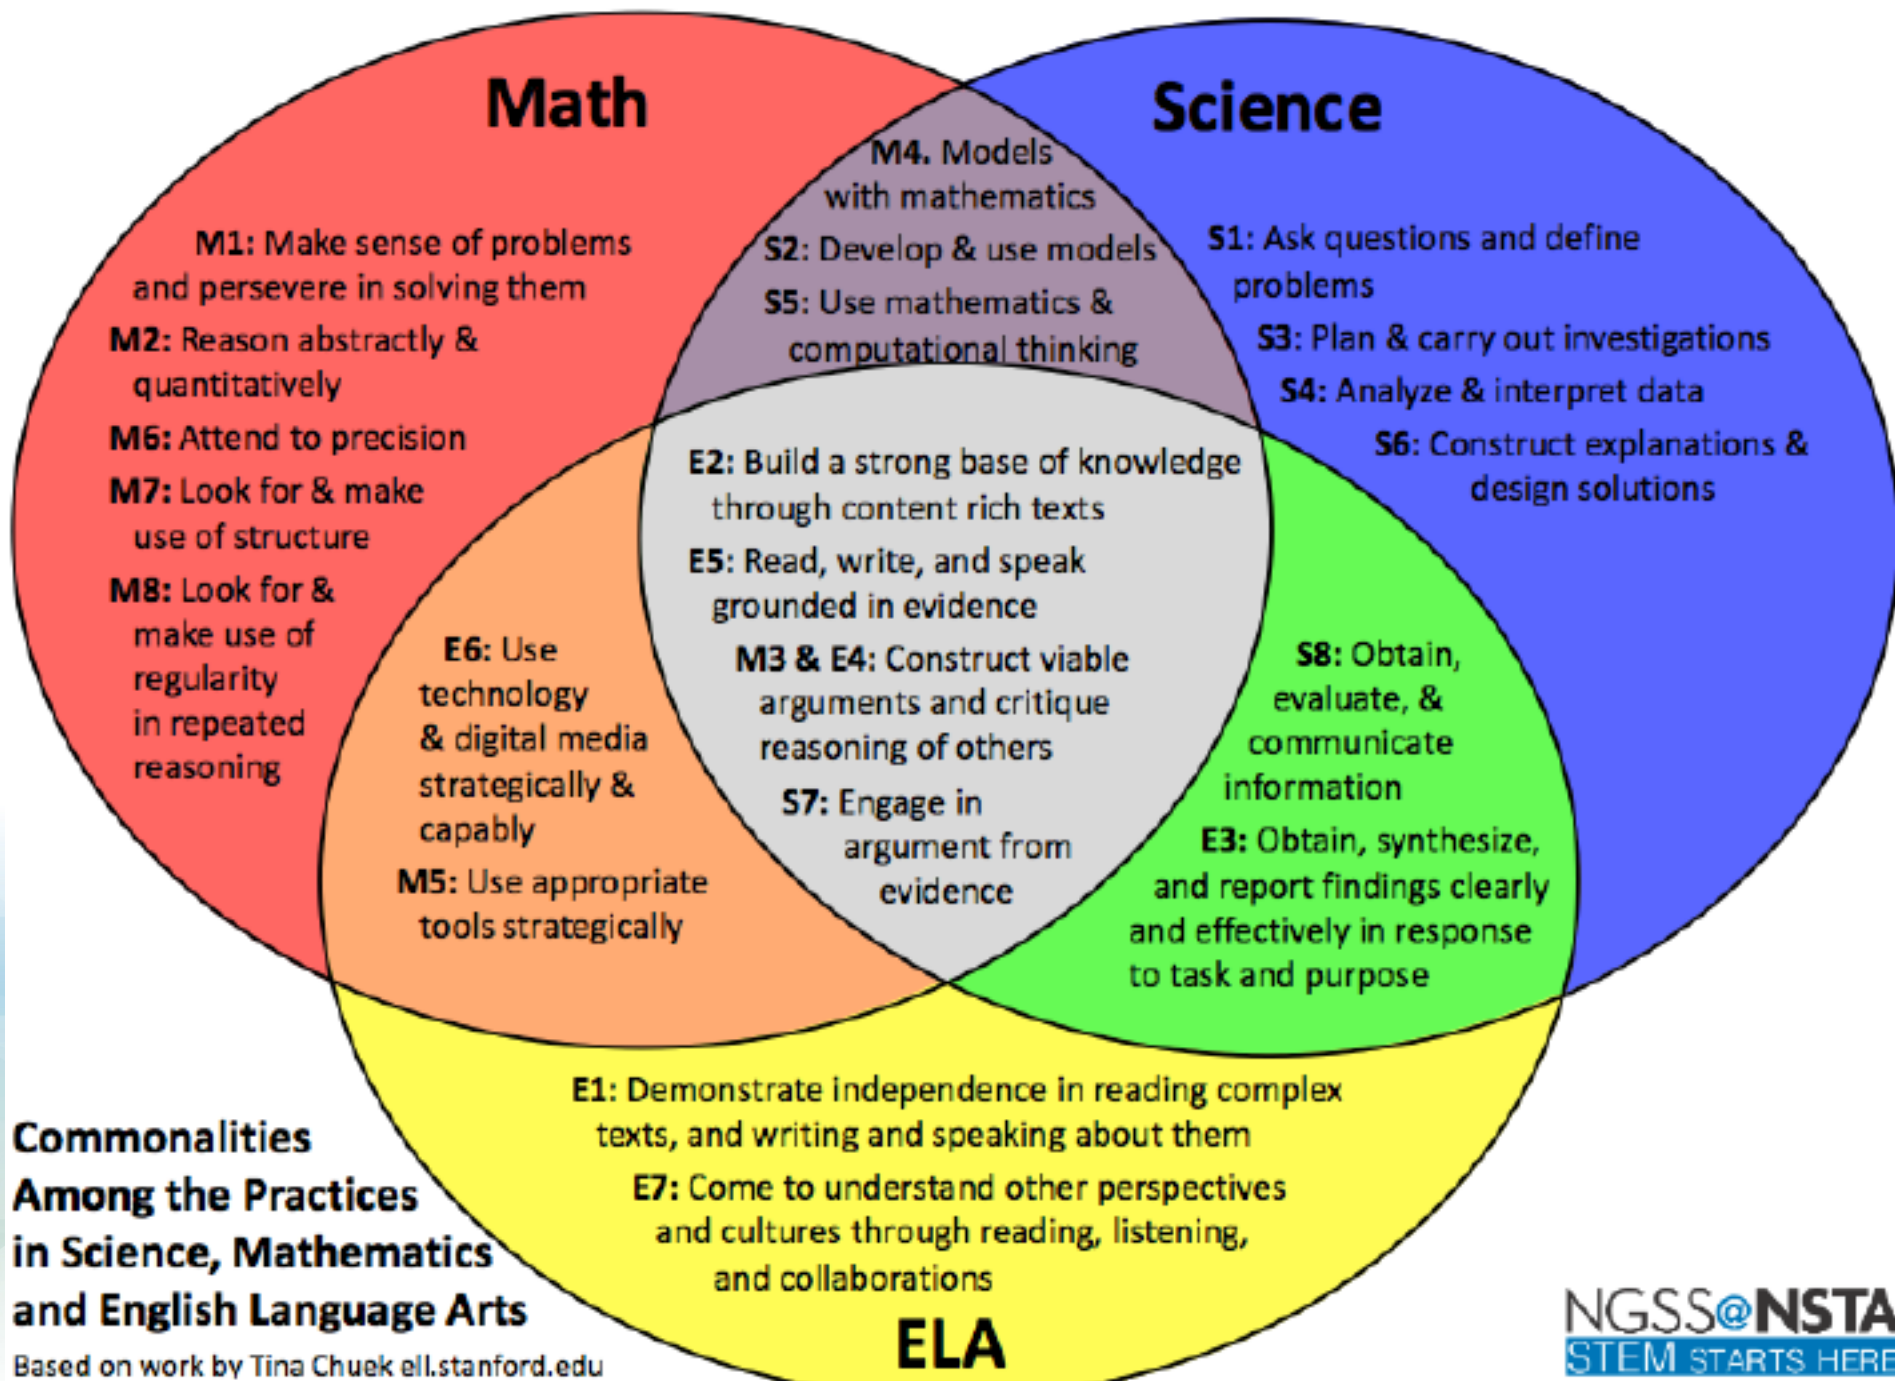 Math
Science
M4. Models
with mathematics
S2: Develop & use models
S5: Use mathematics &
computational thinking
M1: Make sense of problems
and persevere in solving them
M2: Reason abstractly &
quantitatively
M6: Attend to precision
M7: Look for & make
use of structure
M8: Look for &
make use of
regularity
in repeated
reasoning
S1: Ask questions and define
problems
S3: Plan & carry out investigations
S4: Analyze & interpret data
S6: Construct explanations &
design solutions
E2: Build a strong base of knowledge
through content rich texts
E5: Read, write, and speak
grounded in evidence
M3 & E4: Construct viable
arguments and critique
reasoning of others
S7: Engage in
argument from
evidence
E6: Use
technology
& digital media
strategically &
capably
M5: Use appropriate
tools strategically
S8: Obtain,
evaluate, &
communicate
information
E3: Obtain, synthesize,
and report findings clearly
and effectively in response
to task and purpose
E1: Demonstrate independence in reading complex
texts, and writing and speaking about them
E7: Come to understand other perspectives
and cultures through reading, listening,
and collaborations
ELA
Commonalities
Among the Practices
in Science, Mathematics
and English Language Arts
Based on work by Tina Chuek ell.stanford.edu
NGSS@NSTA
STEM STARTS HERE